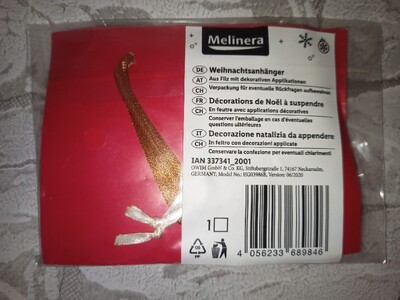 Melinera
DE Weihnachtsanhänger
AT Aus Filz mit dekorativen Applikationen
CH Verpackung für eventuelle Rückfragen aufbewahren
FR Décorations de Noël à suspendre
CH En feutre avec applications décoratives
Conserver l'emballage en cas d'éventuelles
questions ultérieures
IT Decorazione natalizia da appendere
CH In feltro con decorazioni applicate
Conservare la confezione per eventuali chiarimenti
IAN 337341_2001
OWIM GmbH & Co. KG, Stiftsbergstraße 1, 74167 Neckarsulm,
GERMANY, Model No.: HG03986B, Version: 06/2020
1
05
PP
4 056233 689846